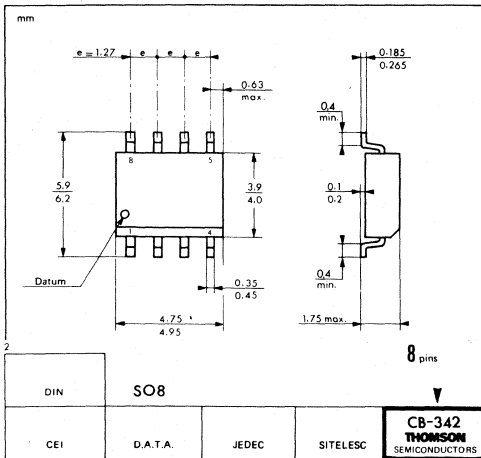 mm
e = 1.27 e e e
0.63
max.
0.185
0.265
0,4
min.
8 5
5.9
6.2
3.9
4.0
0.1
0.2
1 4
Datum
0.35
0.45
0,4
min.
4.75
4.95
1.75 max.
2
8 pins
DIN SO8
CEI D.A.T.A. JEDEC SITELESC
CB-342
THOMSON
SEMICONDUCTORS